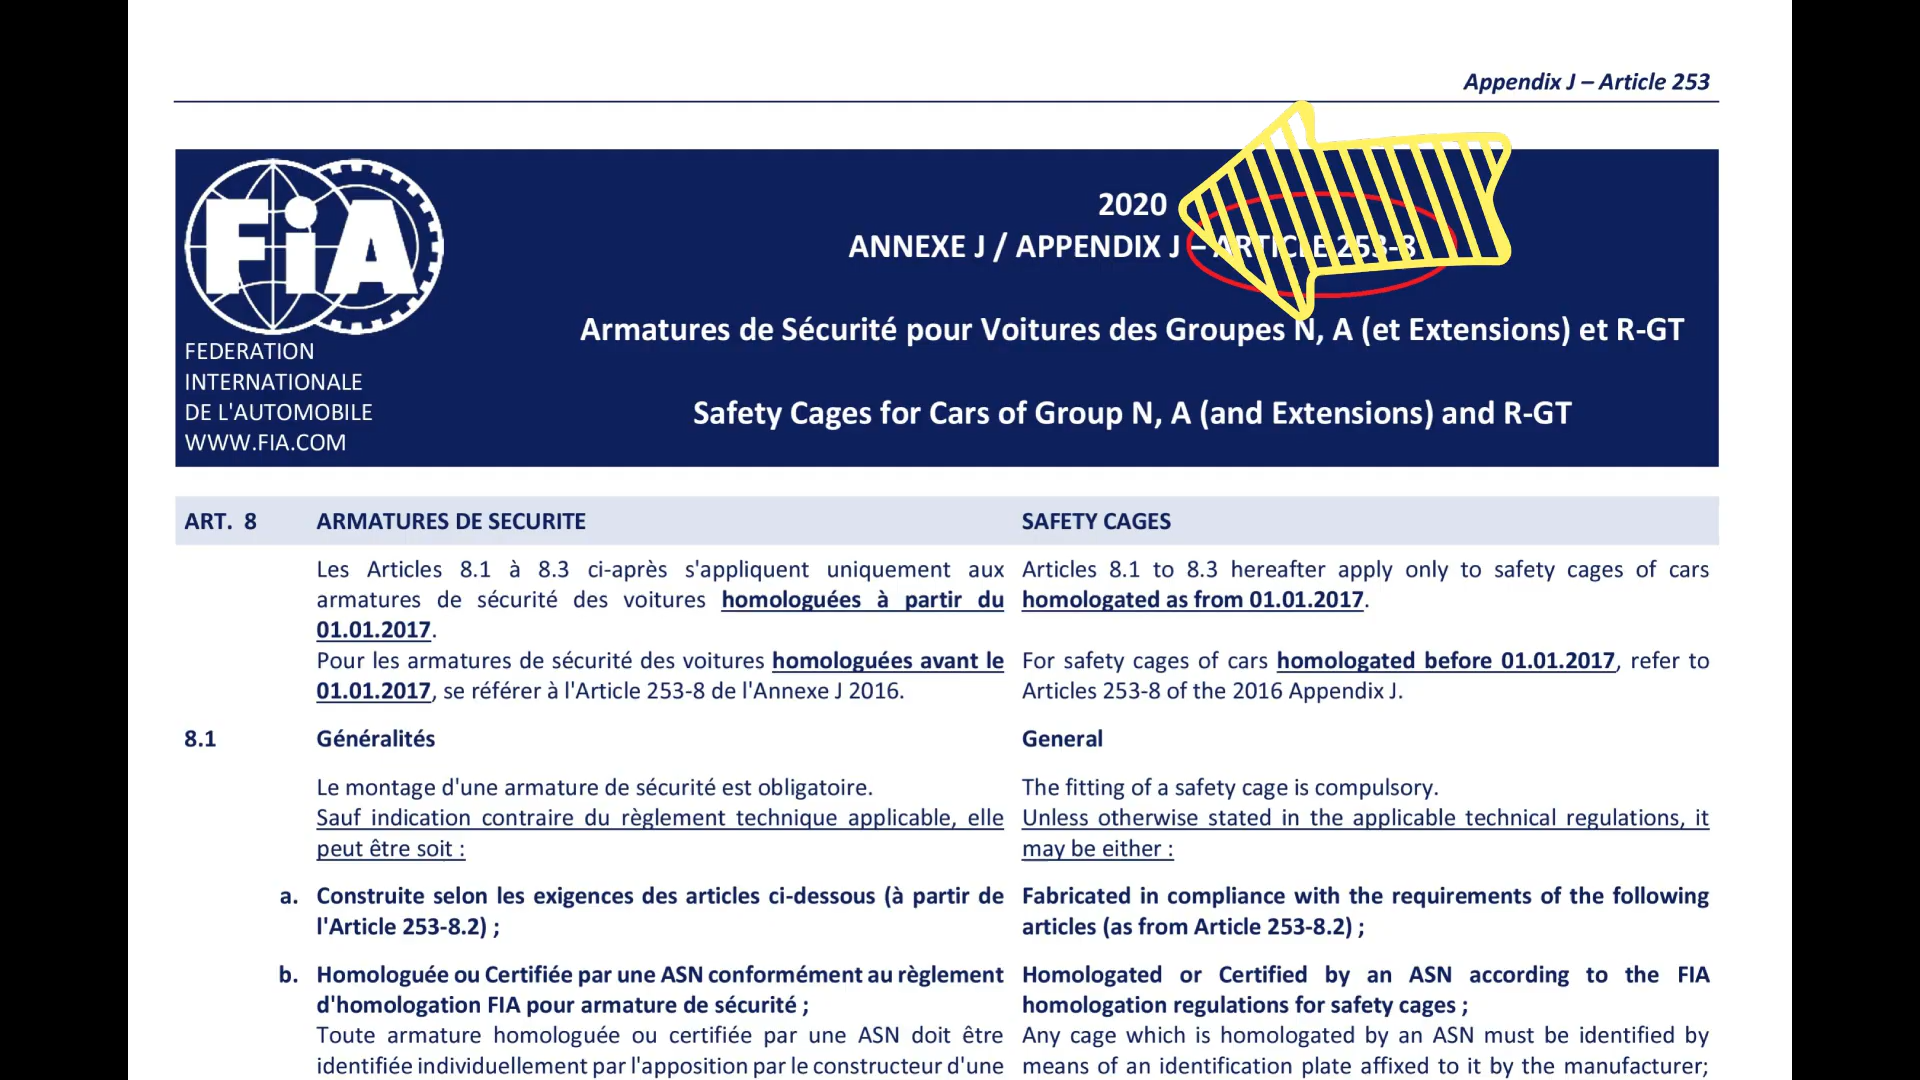 Appendix J – Article 253
FiA
FEDERATION
INTERNATIONALE
DE L'AUTOMOBILE
WWW.FIA.COM
2020
ANNEXE J / APPENDIX J – ARTICLE 253-8
Armatures de Sécurité pour Voitures des Groupes N, A (et Extensions) et R-GT
Safety Cages for Cars of Group N, A (and Extensions) and R-GT
ART. 8 ARMATURES DE SECURITE SAFETY CAGES
Les Articles 8.1 à 8.3 ci-après s'appliquent uniquement aux
armatures de sécurité des voitures homologuées à partir du
01.01.2017.
Pour les armatures de sécurité des voitures homologuées avant le
01.01.2017, se référer à l'Article 253-8 de l'Annexe J 2016.
Articles 8.1 to 8.3 hereafter apply only to safety cages of cars
homologated as from 01.01.2017.
For safety cages of cars homologated before 01.01.2017, refer to
Articles 253-8 of the 2016 Appendix J.
8.1 Généralités General
Le montage d'une armature de sécurité est obligatoire.
Sauf indication contraire du règlement technique applicable, elle
peut être soit :
The fitting of a safety cage is compulsory.
Unless otherwise stated in the applicable technical regulations, it
may be either :
a. Construite selon les exigences des articles ci-dessous (à partir de
l'Article 253-8.2) ;
Fabricated in compliance with the requirements of the following
articles (as from Article 253-8.2) ;
b. Homologuée ou Certifiée par une ASN conformément au règlement
d'homologation FIA pour armature de sécurité ;
Toute armature homologuée ou certifiée par une ASN doit être
identifiée individuellement par l'apposition par le constructeur d'une
Homologated or Certified by an ASN according to the FIA
homologation regulations for safety cages ;
Any cage which is homologated by an ASN must be identified by
means of an identification plate affixed to it by the manufacturer;